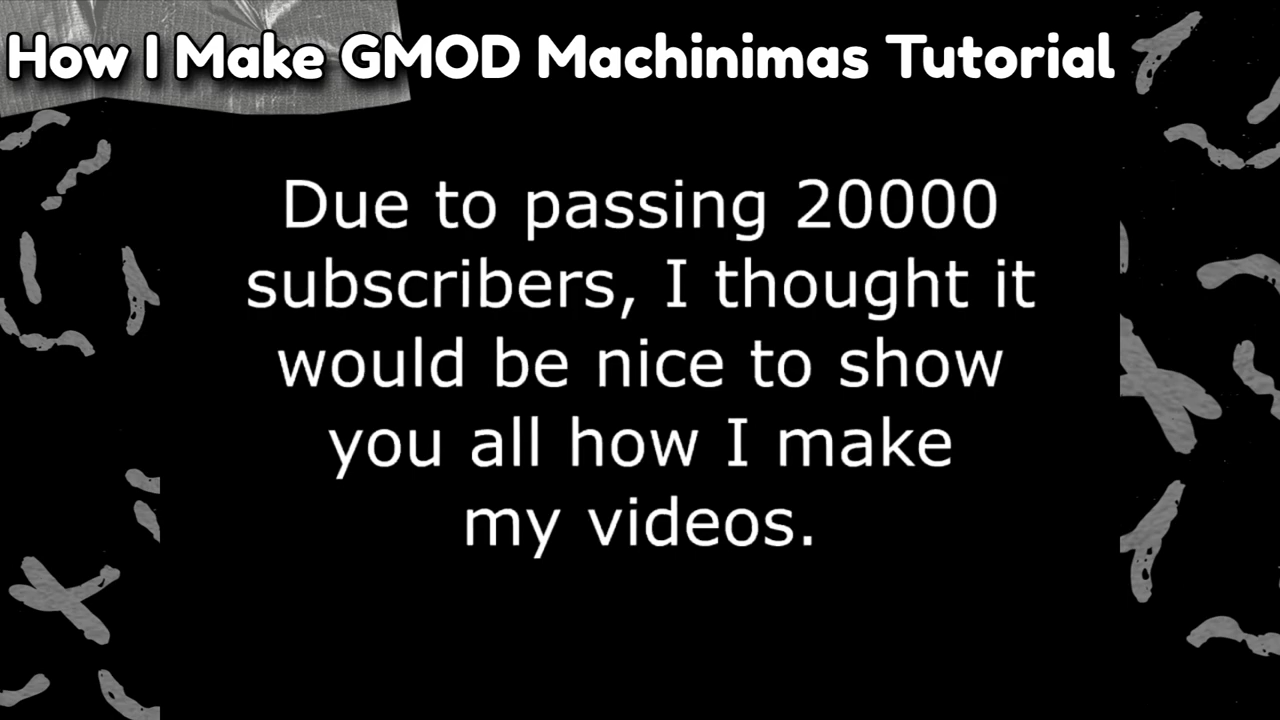 How I Make GMOD Machinimas Tutorial
Due to passing 20000
subscribers, I thought it
would be nice to show
you all how I make
my videos.